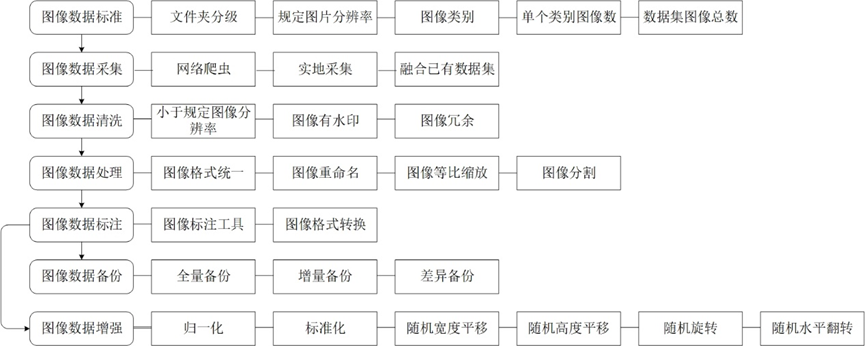 图像数据标准
文件夹分级
规定图片分辨率
图像类别
单个类别图像数
数据集图像总数
图像数据采集
网络爬虫
实地采集
融合已有数据集
图像数据清洗
小于规定图像分
辨率
图像有水印
图像冗余
图像数据处理
图像格式统一
图像重命名
图像等比缩放
图像分割
图像数据标注
图像标注工具
图像格式转换
图像数据备份
全量备份
增量备份
差异备份
图像数据增强
归一化
标准化
随机宽度平移
随机高度平移
随机旋转
随机水平翻转